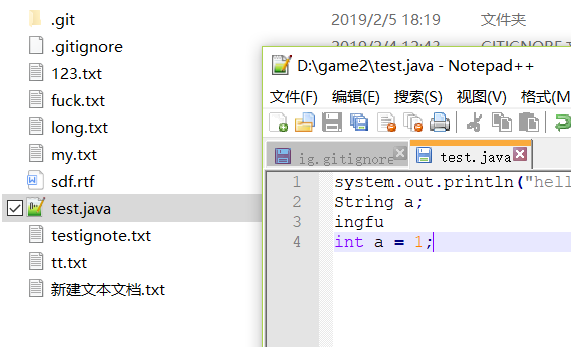 .git
2019/2/5 18:19
文件夹
.gitignore
123.txt
fuck.txt
long.txt
my.txt
sdf.rtf
test.java
testignote.txt
tt.txt
新建文本文档.txt
D:\game2\test.java - Notepad++
文件(F) 编辑(E) 搜索(S) 视图(V) 格式(M
ig.gitignore
test.java
1 system.out.println("hell
2 String a;
3 ingfu
4 int a = 1;